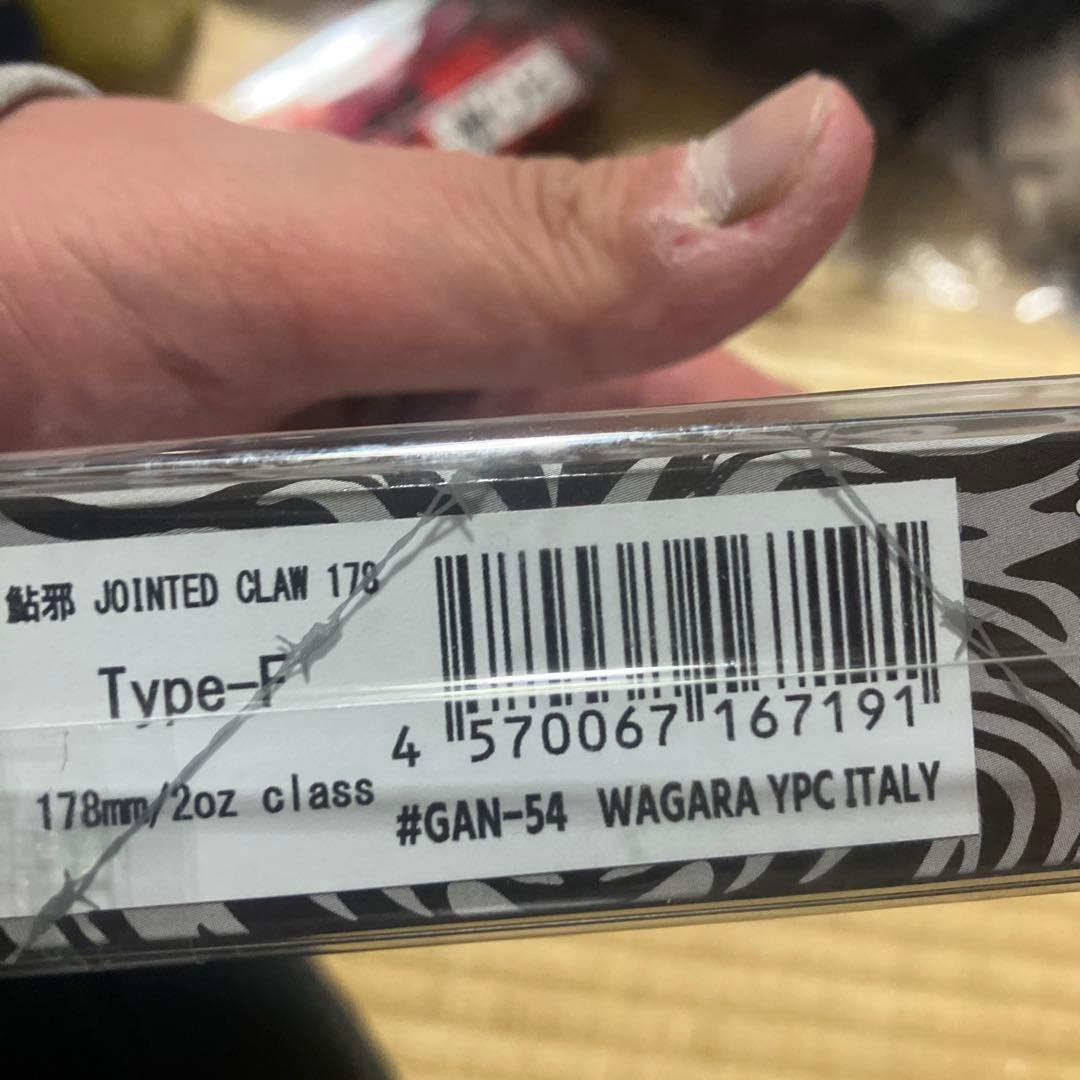 鮎邪 JOINTED CLAW 178
Type-F
178mm/2oz class
4 570067 167191
#GAN-54 WAGARA YPC ITALY